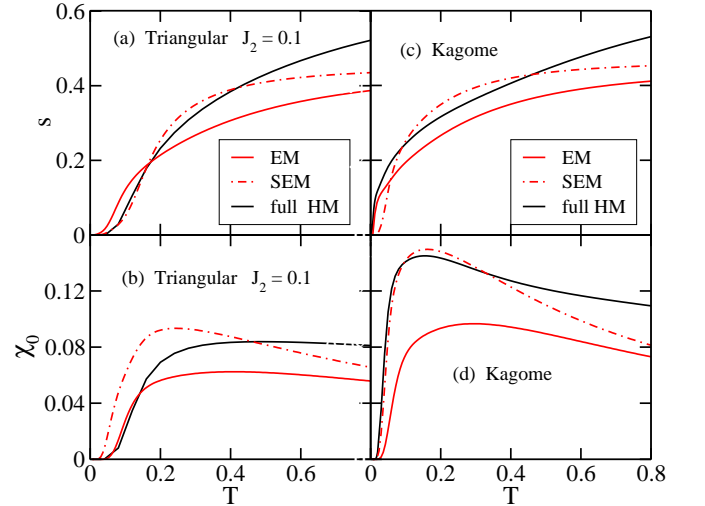 s
0.6
0.4
0.2
0
(a) Triangular J₂ = 0.1
EM
SEM
full HM
(c) Kagome
EM
SEM
full HM
χ₀
0.12
0.08
0.04
0
(b) Triangular J₂ = 0.1
(d) Kagome
0 0.2 0.4 0.6 0 0.2 0.4 0.6 0.8
T T